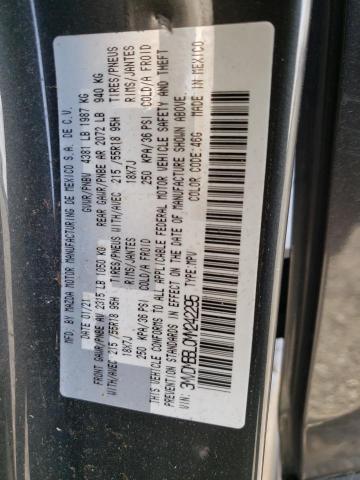 MFD. BY MAZDA MOTOR MANUFACTURING DE MEXICO S.A. DE C.V.
DATE 01/21 GVWR/PNBV 4381 LB 1987 KG
FRONT GAWR/PNBE AV 2315 LB 1050 KG REAR GAWR/PNBE AR 2072 LB 940 KG
WITH/AVEC 215/55R18 95H TIRES/PNEUS WITH/AVEC 215/55R18 95H TIRES/PNEUS
18X7J RIMS/JANTES 18X7J RIMS/JANTES
250 KPA/36 PSI COLD/A FROID 250 KPA/36 PSI COLD/A FROID
THIS VEHICLE CONFORMS TO ALL APPLICABLE FEDERAL MOTOR VEHICLE SAFETY AND THEFT
PREVENTION STANDARDS IN EFFECT ON THE DATE OF MANUFACTURE SHOWN ABOVE.
COLOR CODE:46G MADE IN MEXICO
VIN: TYPE:MPV